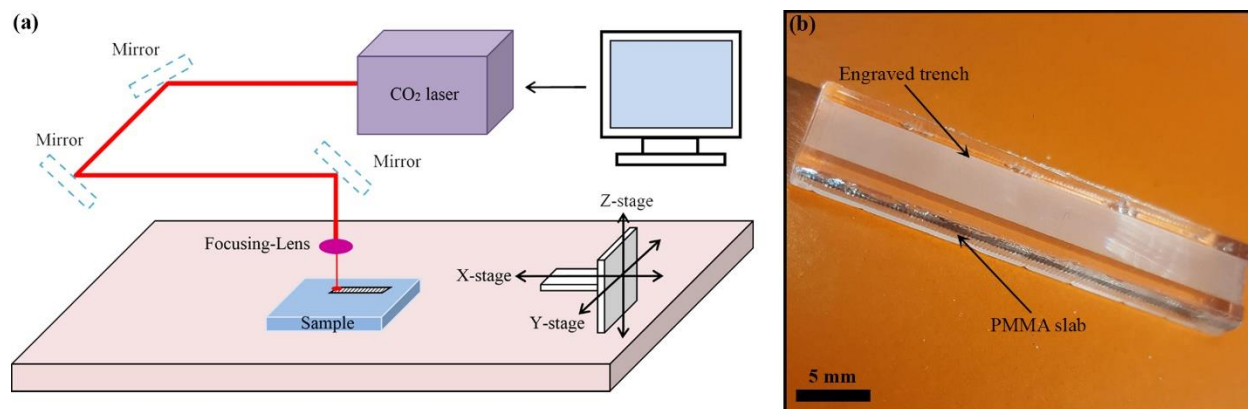 (a)
Mirror
CO₂ laser
Mirror
Mirror
Focusing-Lens
Z-stage
X-stage
Y-stage
Sample
(b)
Engraved trench
PMMA slab
5 mm